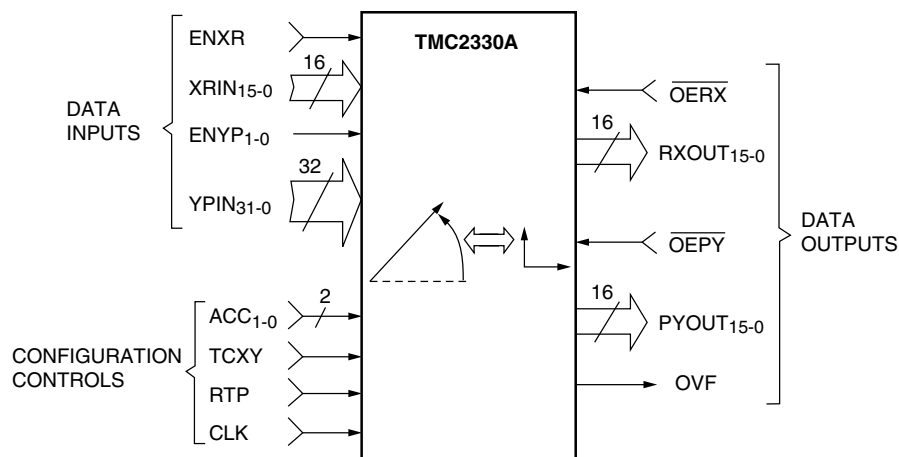 TMC2330A
DATA
INPUTS
ENXR
16
XRIN15-0
ENYP1-0
32
YPIN31-0
CONFIGURATION
CONTROLS
2
ACC1-0
TCXY
RTP
CLK
OERX
16
RXOUT15-0
OEPY
16
PYOUT15-0
OVF
DATA
OUTPUTS